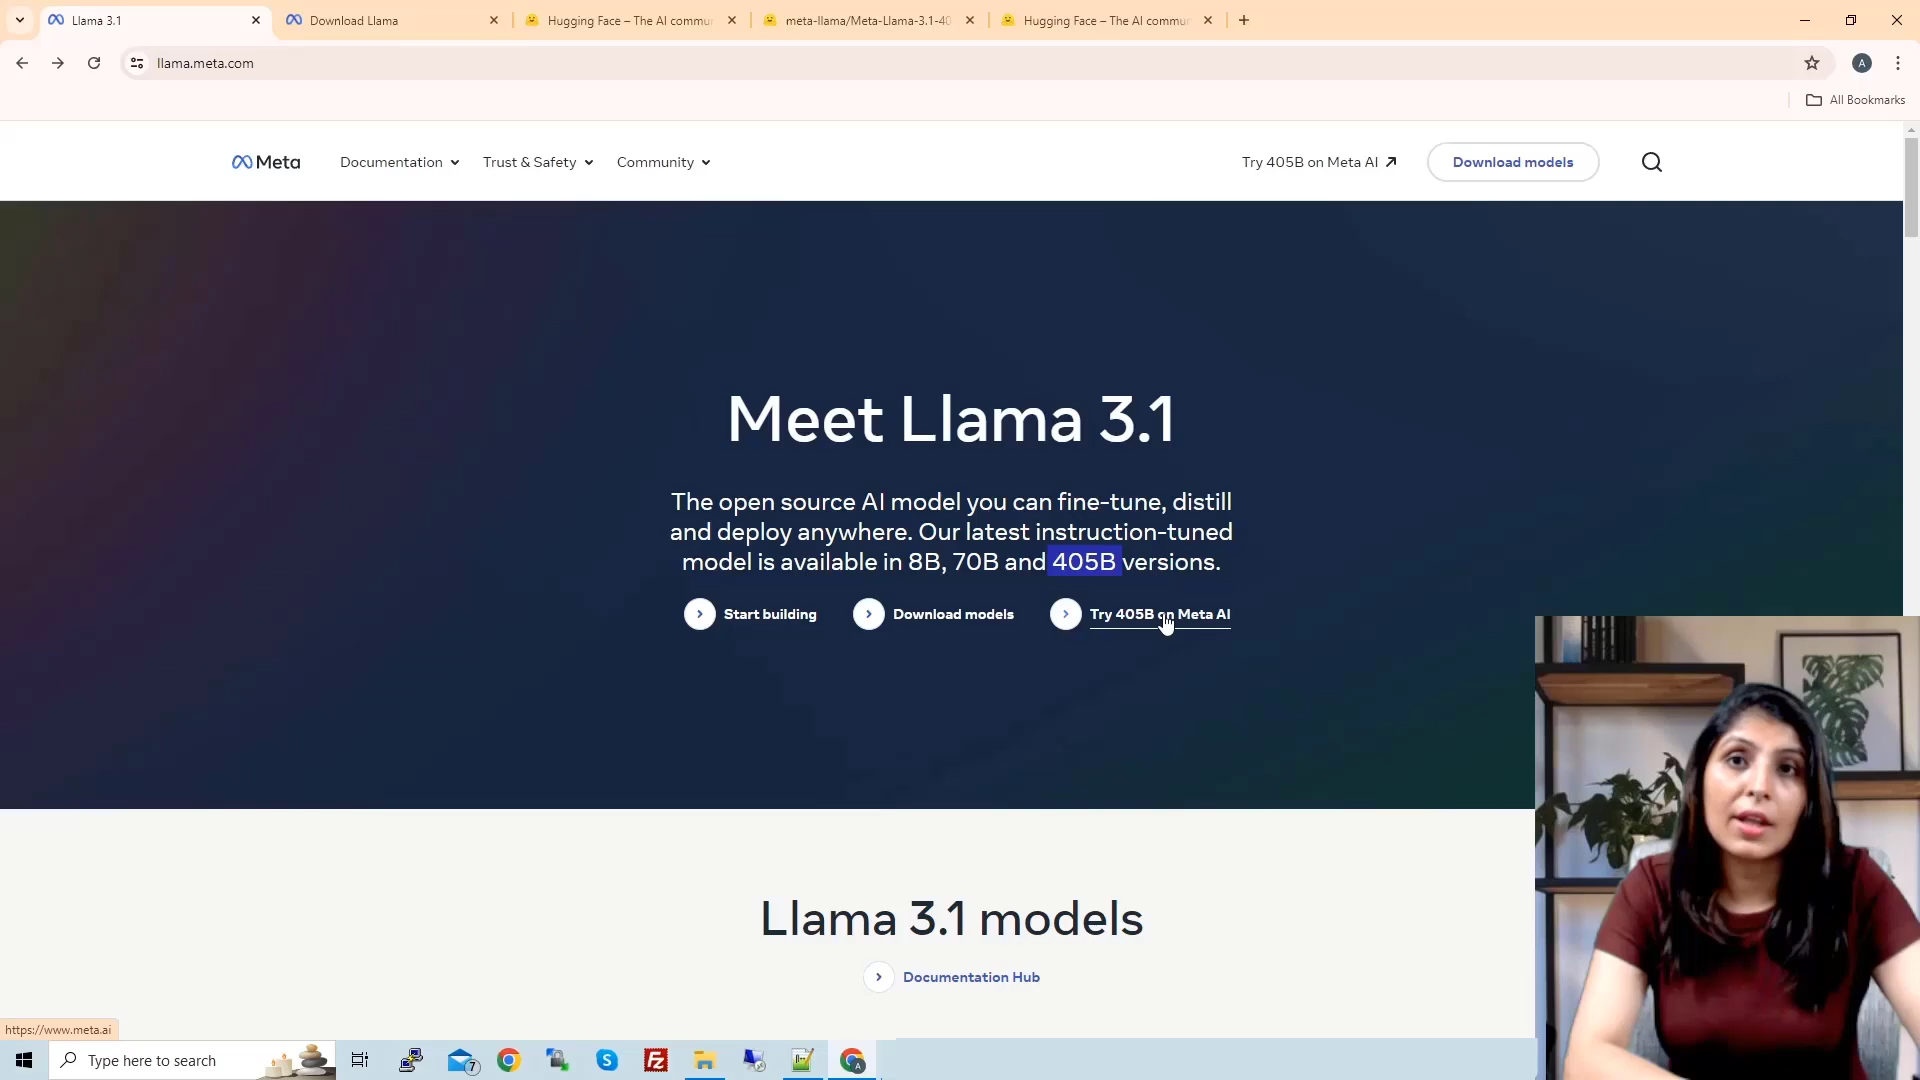 Llama 3.1
Download Llama
Hugging Face – The AI commu
meta-llama/Meta-Llama-3.1-40
Hugging Face – The AI commu
llama.meta.com
A
All Bookmarks
Meta
Documentation
Trust & Safety
Community
Try 405B on Meta AI
Download models
Meet Llama 3.1
The open source AI model you can fine-tune, distill
and deploy anywhere. Our latest instruction-tuned
model is available in 8B, 70B and 405B versions.
Start building
Download models
Try 405B on Meta AI
Llama 3.1 models
Documentation Hub
https://www.meta.ai
Type here to search
7
S
FZ
A